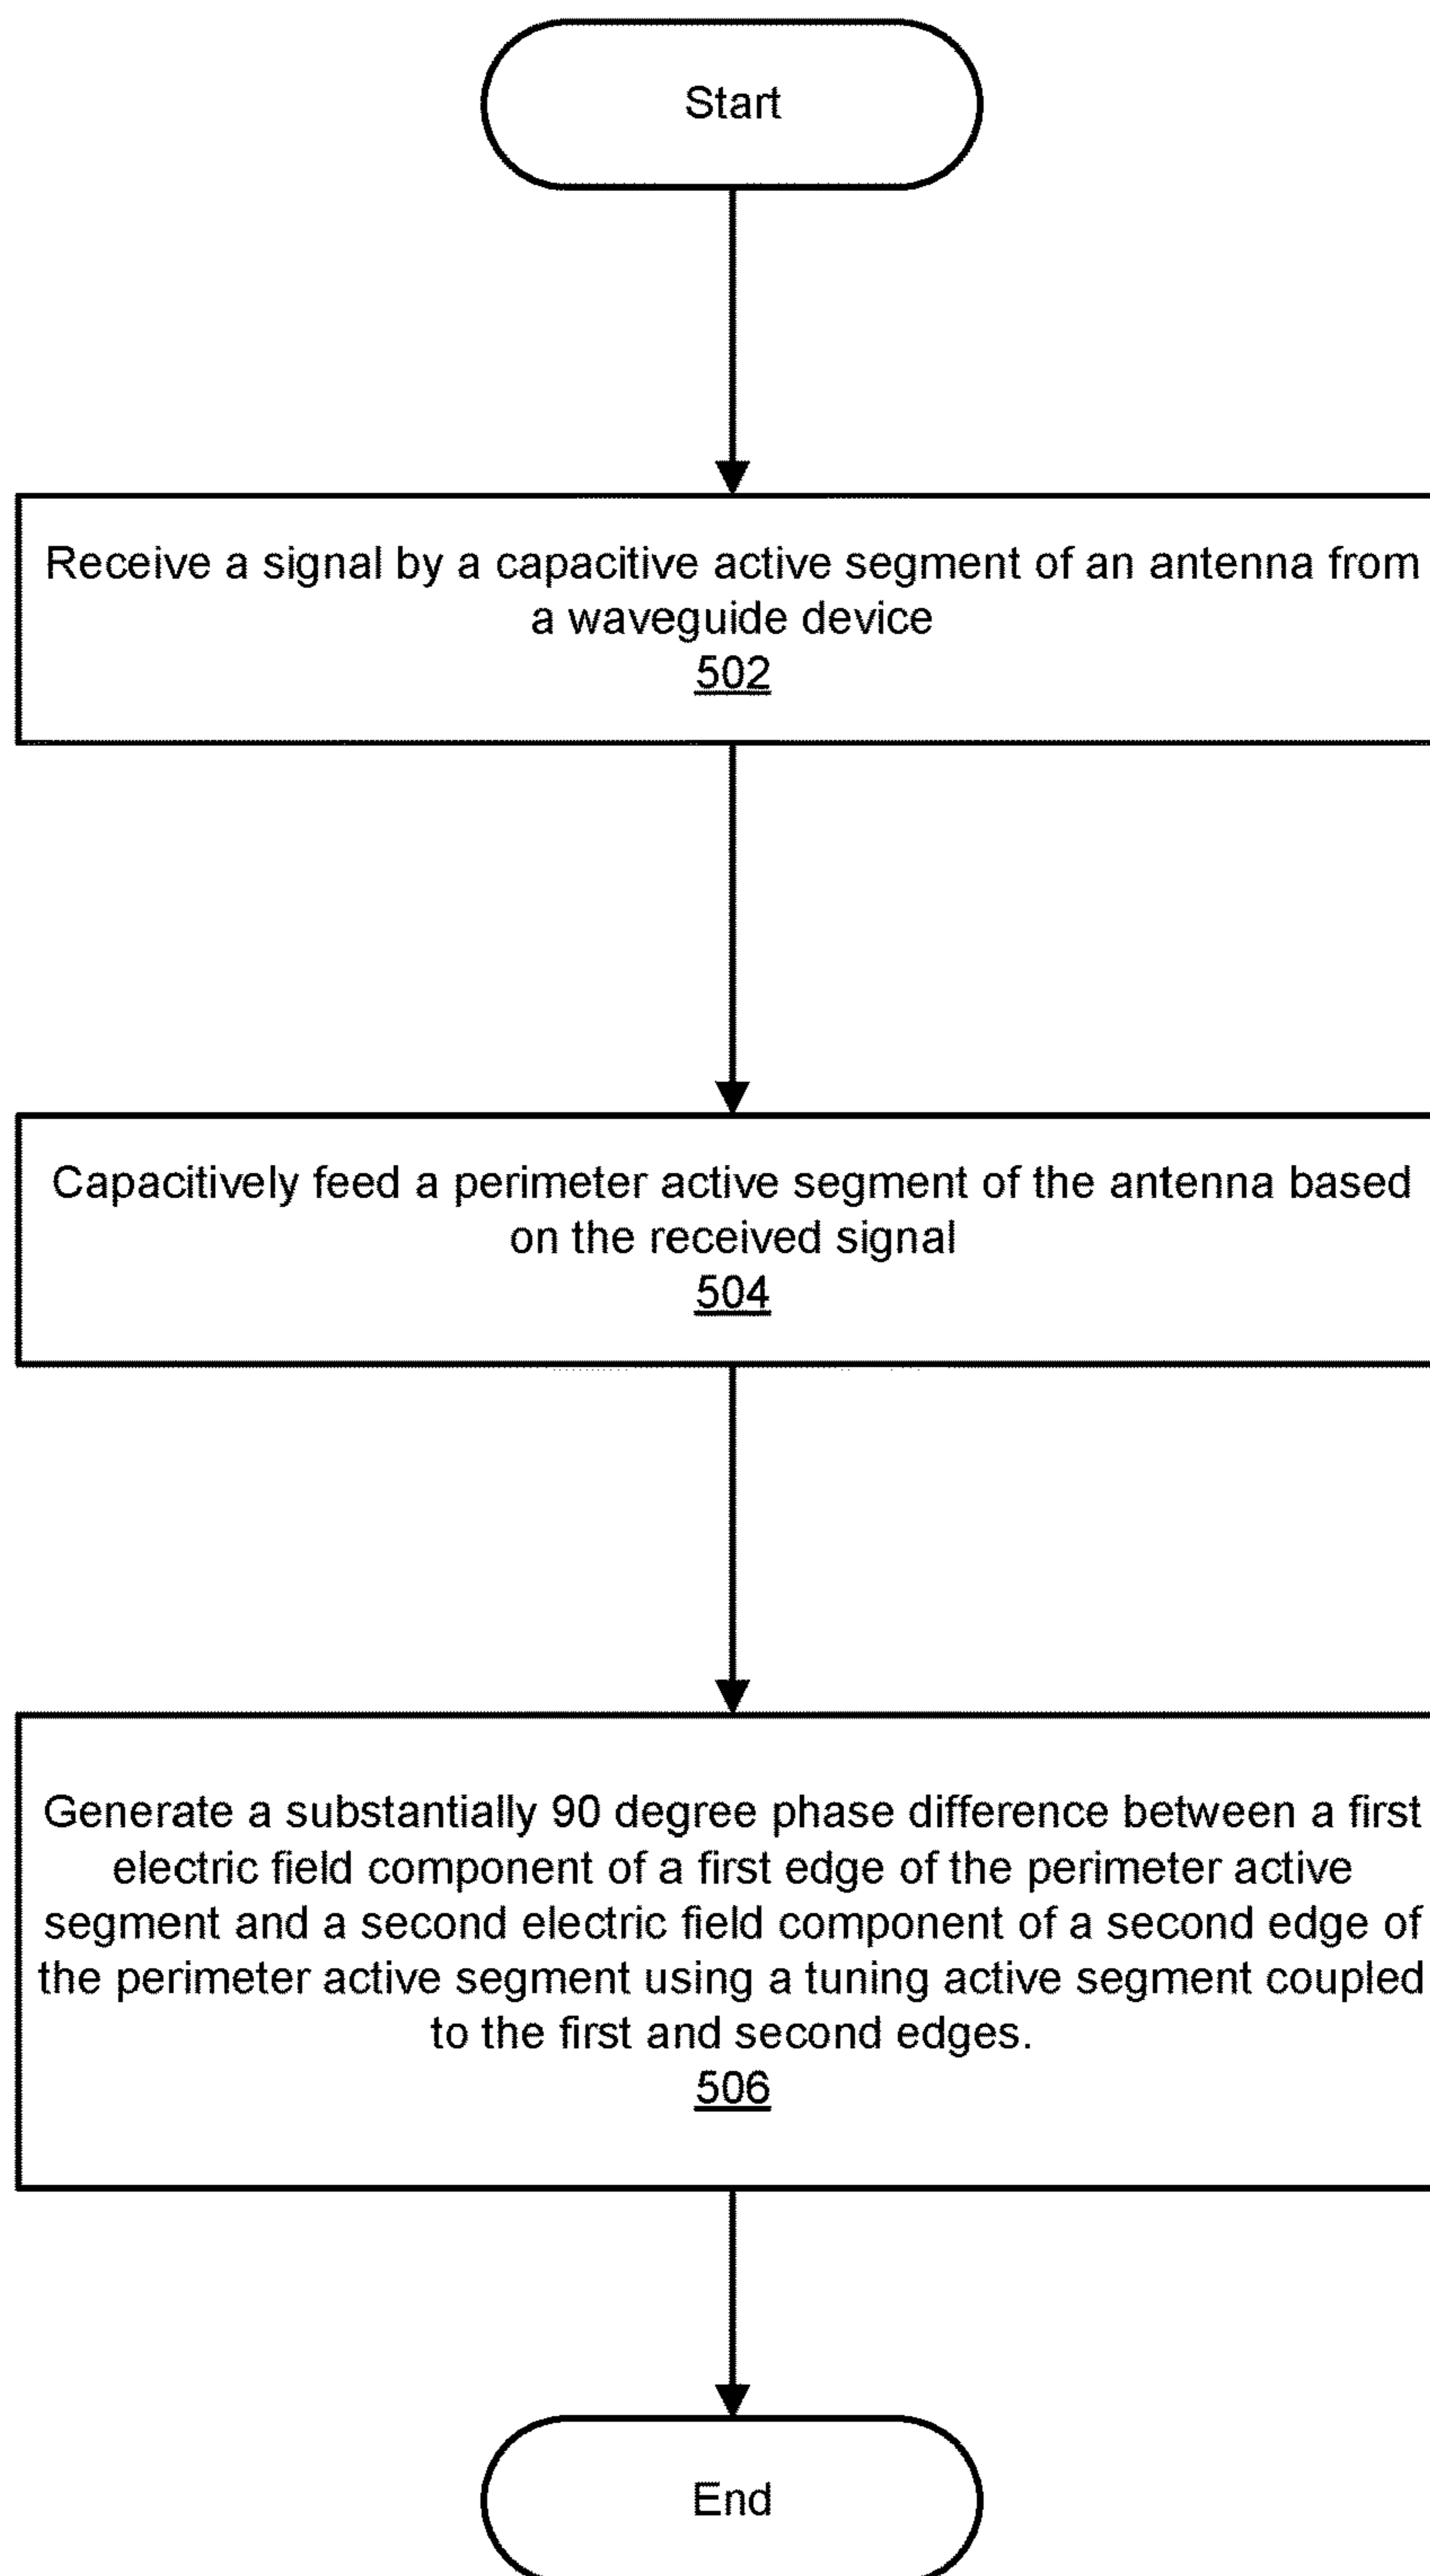 Start
Receive a signal by a capacitive active segment of an antenna from
a waveguide device
502
Capacitively feed a perimeter active segment of the antenna based
on the received signal
504
Generate a substantially 90 degree phase difference between a first
electric field component of a first edge of the perimeter active
segment and a second electric field component of a second edge of
the perimeter active segment using a tuning active segment coupled
to the first and second edges.
506
End